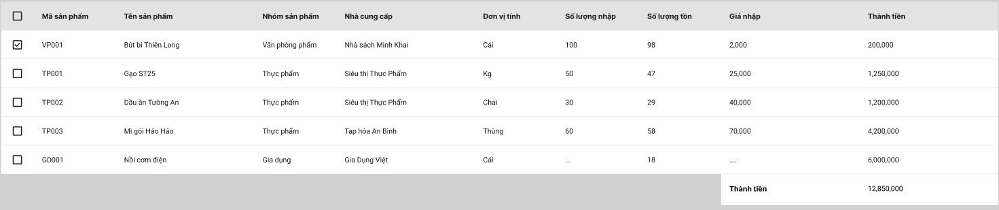 Mã sản phẩm Tên sản phẩm Nhóm sản phẩm Nhà cung cấp Đơn vị tính Số lượng nhập Số lượng tồn Giá nhập Thành tiền
VP001 Bút bi Thiên Long Văn phòng phẩm Nhà sách Minh Khai Cái 100 98 2,000 200,000
TP001 Gạo ST25 Thực phẩm Siêu thị Thực Phẩm Kg 50 47 25,000 1,250,000
TP002 Dầu ăn Tường An Thực phẩm Siêu thị Thực Phẩm Chai 30 29 40,000 1,200,000
TP003 Mì gói Hảo Hảo Thực phẩm Tạp hóa An Bình Thùng 60 58 70,000 4,200,000
GD001 Nồi cơm điện Gia dụng Gia Dụng Việt Cái ... 18 .... 6,000,000
Thành tiền 12,850,000